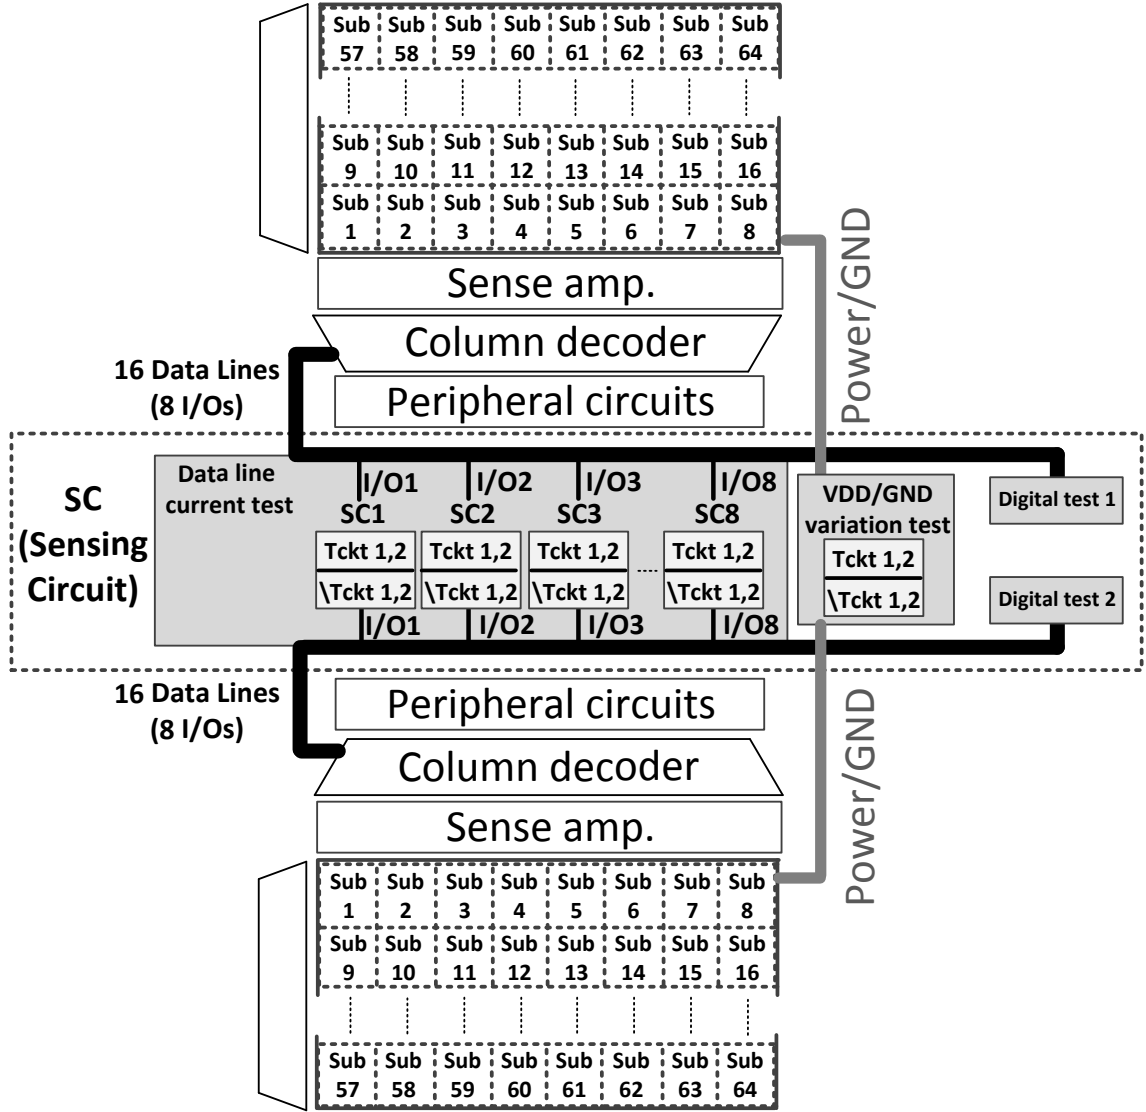 Sub Sub Sub Sub Sub Sub Sub Sub
57 58 59 60 61 62 63 64
Sub Sub Sub Sub Sub Sub Sub Sub
9 10 11 12 13 14 15 16
Sub Sub Sub Sub Sub Sub Sub Sub
1 2 3 4 5 6 7 8
Power/GND
Sense amp.
Column decoder
16 Data Lines
(8 I/Os)
Peripheral circuits
SC
(Sensing
Circuit)
Data line
current test
I/O1 I/O2 I/O3 I/O8
SC1 SC2 SC3 SC8
Tckt 1,2 Tckt 1,2 Tckt 1,2 Tckt 1,2
\Tckt 1,2 \Tckt 1,2 \Tckt 1,2 \Tckt 1,2
I/O1 I/O2 I/O3 I/O8
VDD/GND
variation test
Tckt 1,2
\Tckt 1,2
Digital test 1
Digital test 2
16 Data Lines
(8 I/Os)
Peripheral circuits
Column decoder
Sense amp.
Power/GND
Sub Sub Sub Sub Sub Sub Sub Sub
1 2 3 4 5 6 7 8
Sub Sub Sub Sub Sub Sub Sub Sub
9 10 11 12 13 14 15 16
Sub Sub Sub Sub Sub Sub Sub Sub
57 58 59 60 61 62 63 64